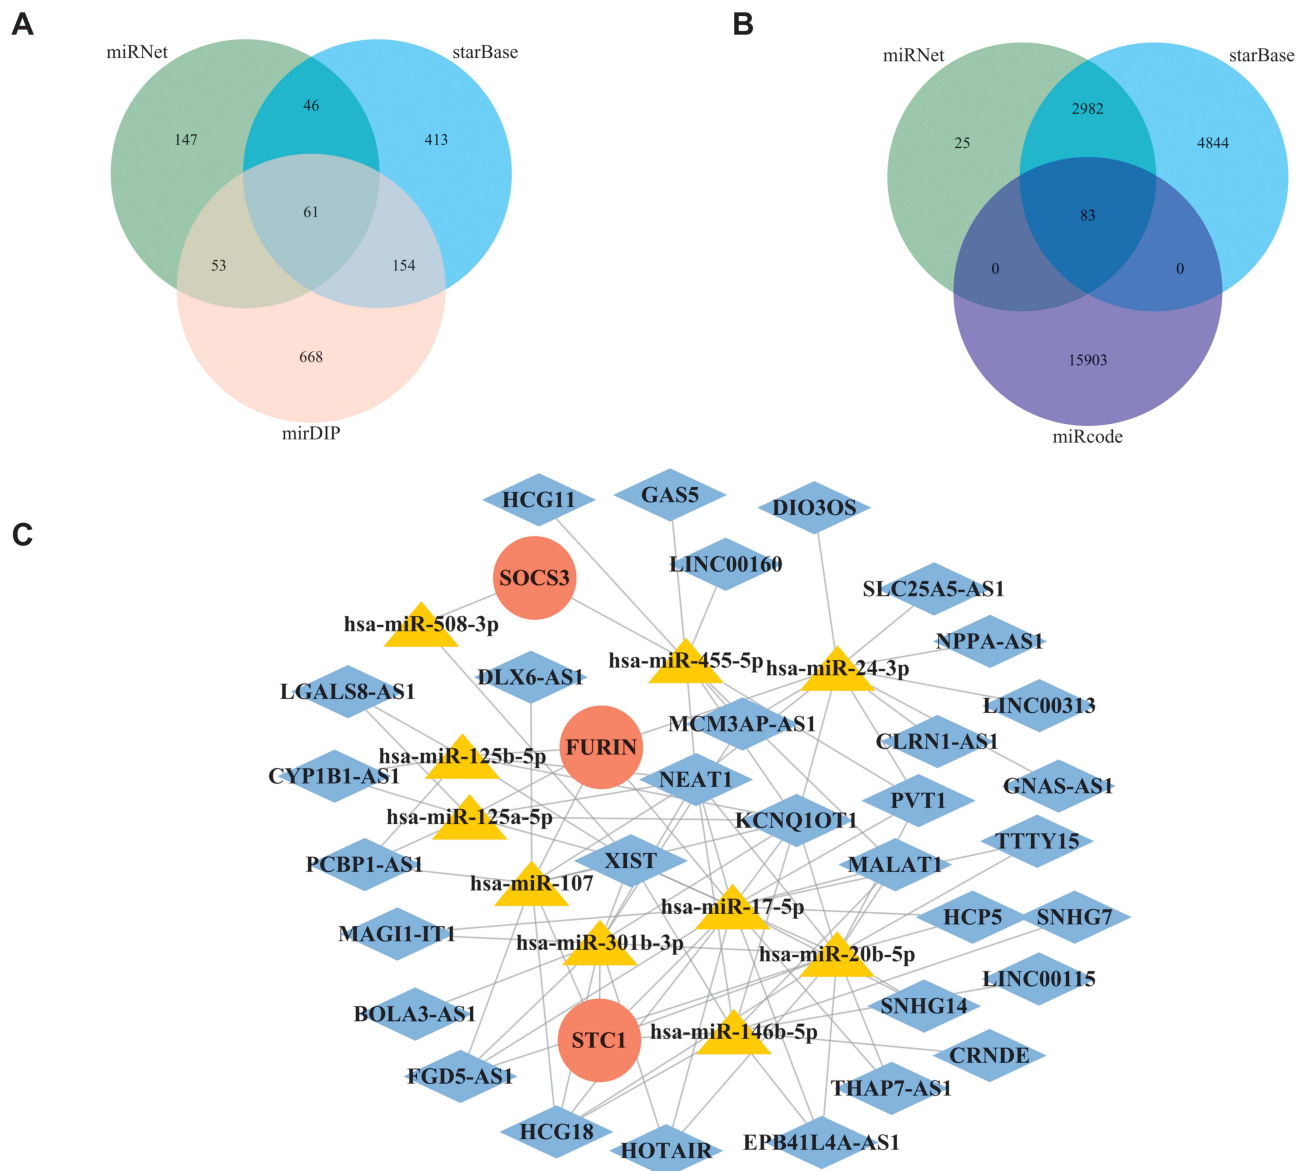 A
B
miRNet
starBase
miRNet
starBase
46
147
413
61
53
154
668
mirDIP
2982
25
4844
83
0
0
15903
miRcode
C
HCG11
GAS5
DIO3OS
SOCS3
LINC00160
SLC25A5-AS1
hsa-miR-508-3p
NPPA-AS1
hsa-miR-455-5p
hsa-miR-24-3p
DLX6-AS1
LGALS8-AS1
LINC00313
MCM3AP-AS1
CLRN1-AS1
FURIN
hsa-miR-125b-5p
CYP1B1-AS1
NEAT1
GNAS-AS1
PVT1
hsa-miR-125a-5p
KCNQ1OT1
TTTY15
PCBP1-AS1
XIST
MALAT1
hsa-miR-107
hsa-miR-17-5p
HCP5
SNHG7
MAGI1-IT1
hsa-miR-301b-3p
hsa-miR-20b-5p
LINC00115
SNHG14
BOLA3-AS1
STC1
hsa-miR-146b-5p
CRNDE
FGD5-AS1
THAP7-AS1
HCG18
HOTAIR
EPB41L4A-AS1